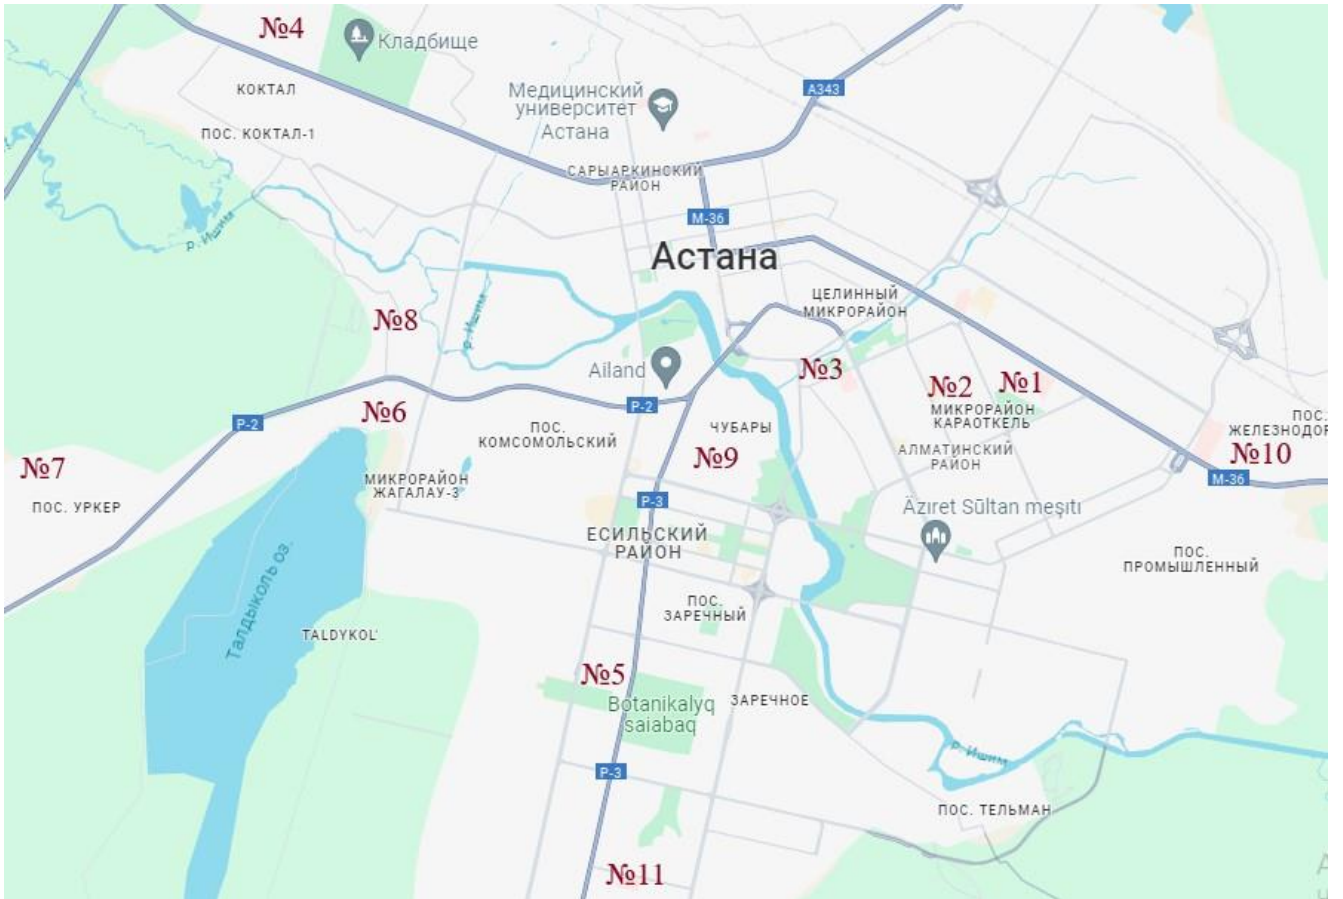 №4
Кладбище
КОКТАЛ
ПОС. КОКТАЛ-1
Медицинский
университет
Астана
А343
САРЫАРКИНСКИЙ
РАЙОН
М-36
р. Ишим
Астана
ЦЕЛИННЫЙ
МИКРОРАЙОН
№8
р. Ишим
Ailand
№3
№2
№1
МИКРОРАЙОН
КАРАОТКЕЛЬ
Р-2
№6
Р-2
ПОС.
КОМСОМОЛЬСКИЙ
ЧУБАРЫ
ПОС.
ЖЕЛЕЗНОДОР
№7
ПОС. УРКЕР
МИКРОРАЙОН
ЖАГАЛАУ-3
№9
АЛМАТИНСКИЙ
РАЙОН
№10
М-36
Р-3
Äziret Sūltan meşıtı
ЕСИЛЬСКИЙ
РАЙОН
ПОС.
ПРОМЫШЛЕННЫЙ
Талдыколь оз.
TALDYKOL'
ПОС.
ЗАРЕЧНЫЙ
№5
Botanikalyq
saiabaq
ЗАРЕЧНОЕ
р. Ишим
Р-3
ПОС. ТЕЛЬМАН
№11